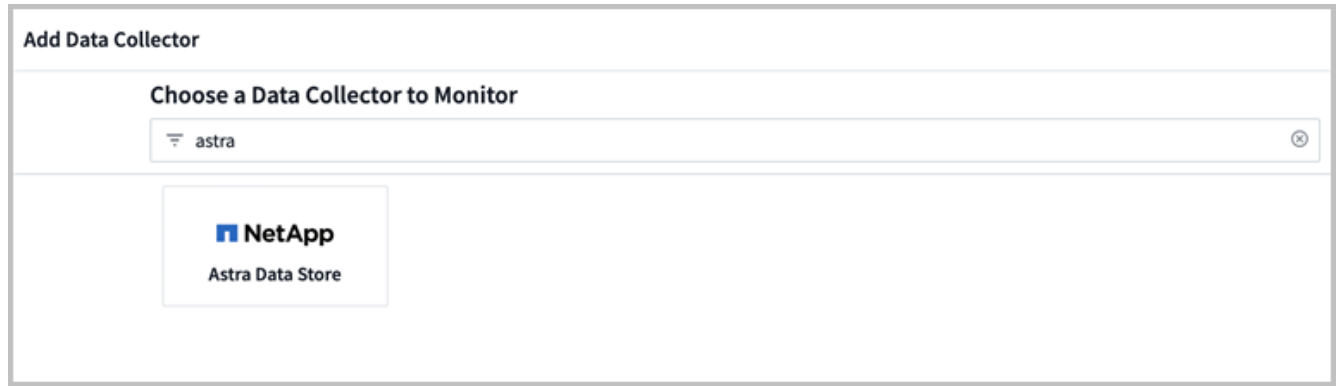 Add Data Collector
Choose a Data Collector to Monitor
astra
NetApp
Astra Data Store